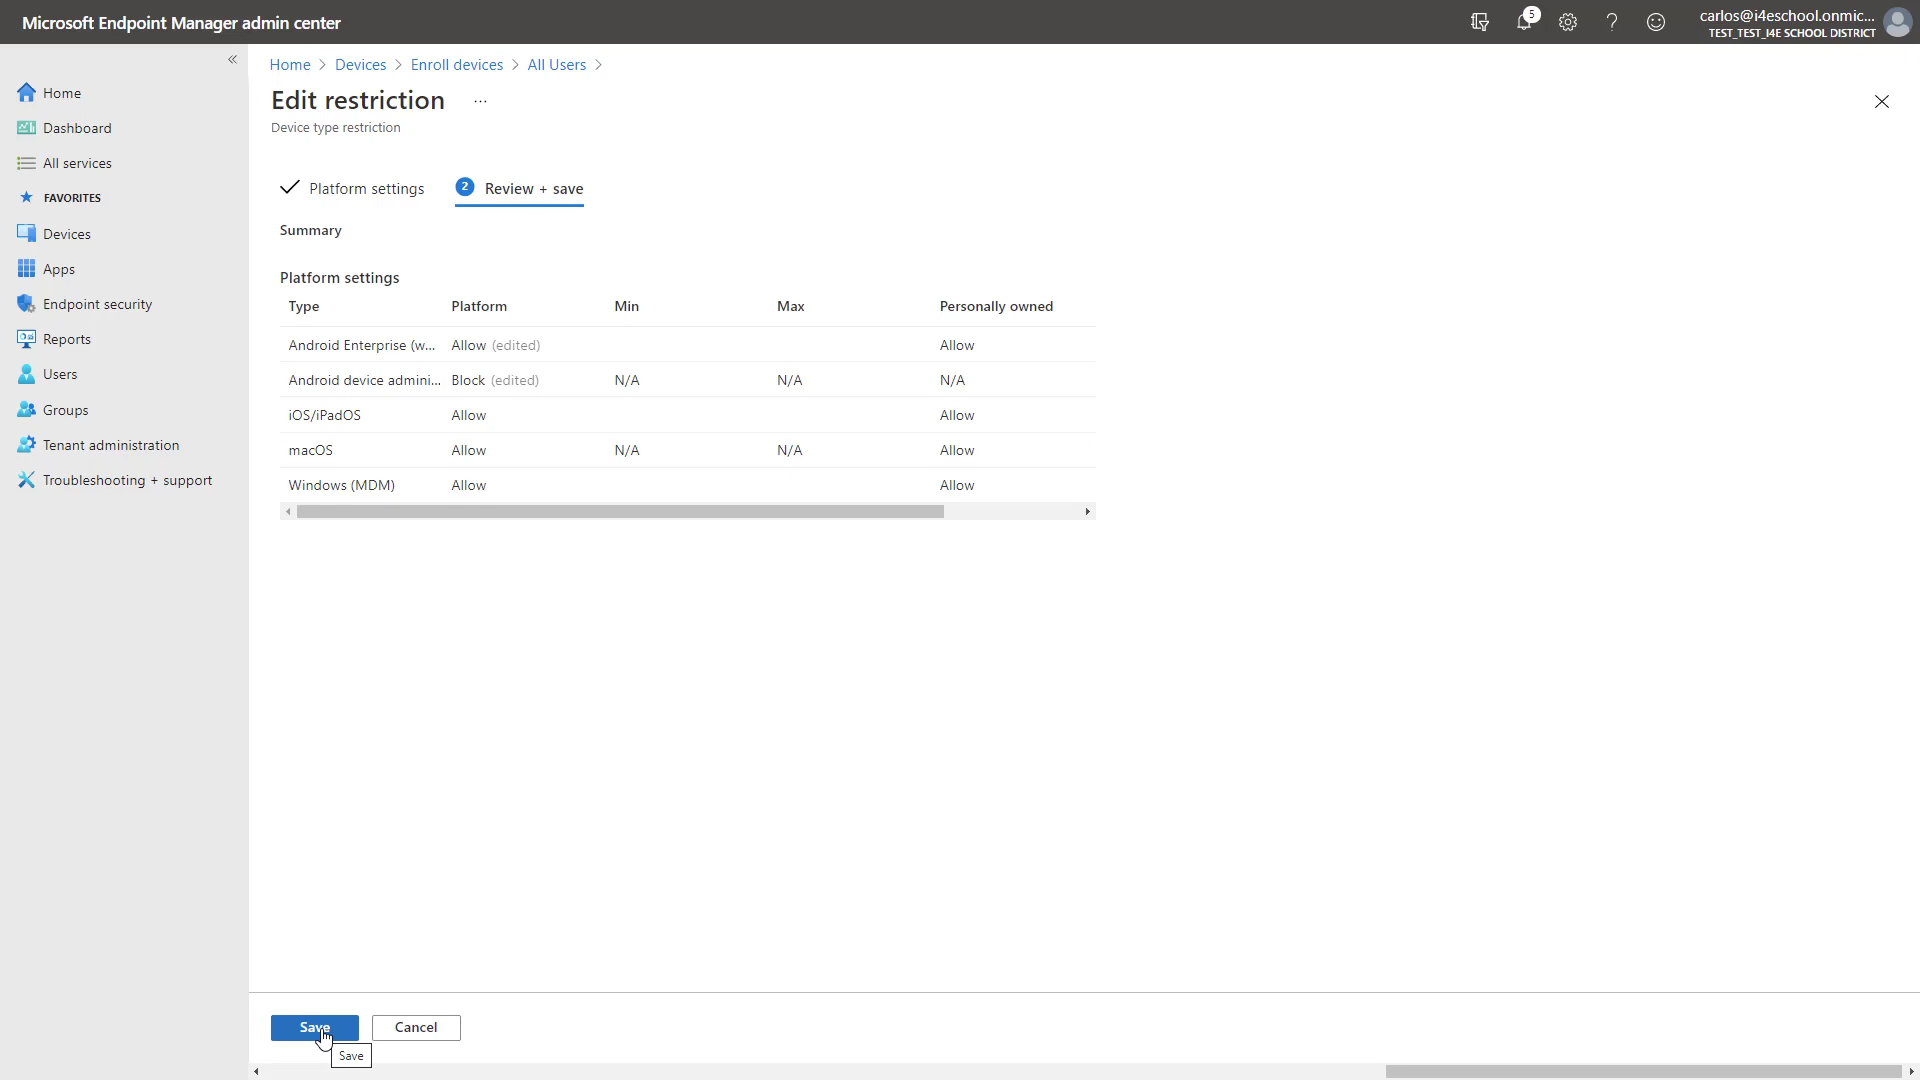 Microsoft Endpoint Manager admin center
5
carlos@i4eschool.onmic...
TEST_TEST_I4E SCHOOL DISTRICT
Home
Dashboard
All services
FAVORITES
Devices
Apps
Endpoint security
Reports
Users
Groups
Tenant administration
Troubleshooting + support
Home > Devices > Enroll devices > All Users >
Edit restriction ...
Device type restriction
Platform settings 2 Review + save
Summary
Platform settings
Type Platform Min Max Personally owned
Android Enterprise (w... Allow (edited) Allow
Android device admini... Block (edited) N/A N/A N/A
iOS/iPadOS Allow Allow
macOS Allow N/A N/A Allow
Windows (MDM) Allow Allow
Save Cancel
Save